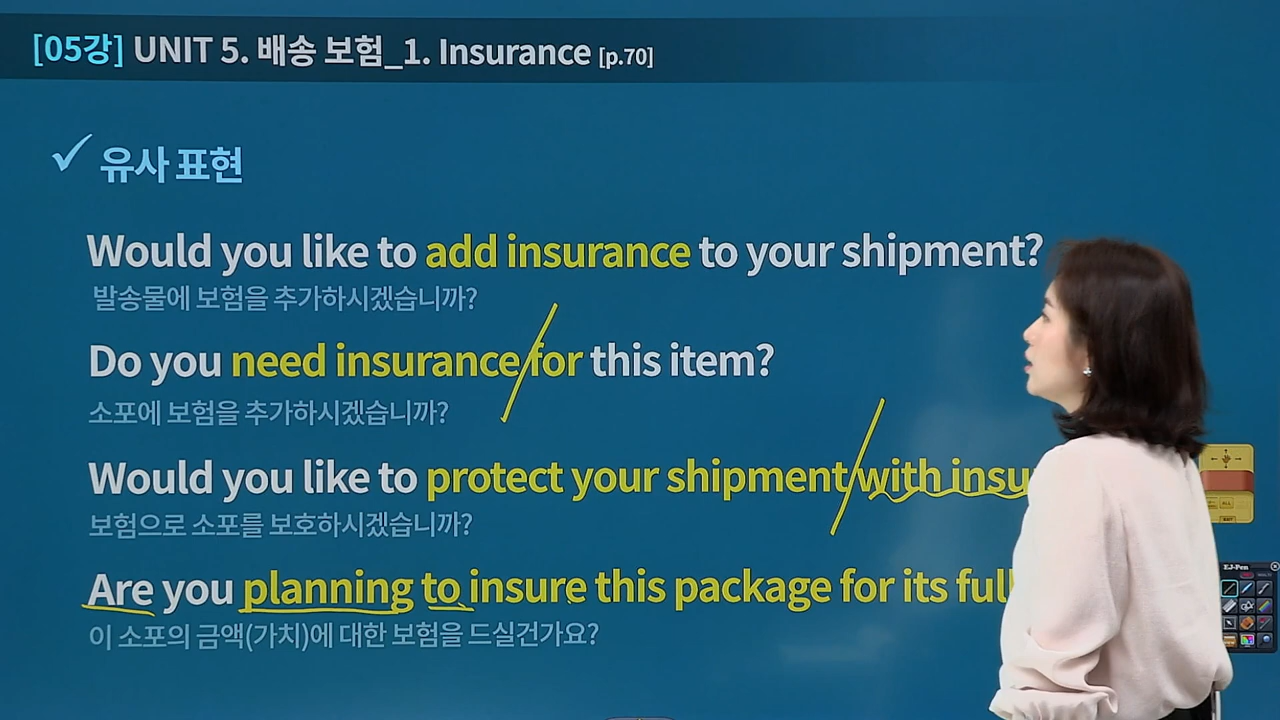 [05강] UNIT 5. 배송 보험_1. Insurance [p.70]
유사 표현
Would you like to add insurance to your shipment?
발송물에 보험을 추가하시겠습니까?
Do you need insurance for this item?
소포에 보험을 추가하시겠습니까?
Would you like to protect your shipment with insu
보험으로 소포를 보호하시겠습니까?
Are you planning to insure this package for its full
이 소포의 금액(가치)에 대한 보험을 드실건가요?
EJ-Pen